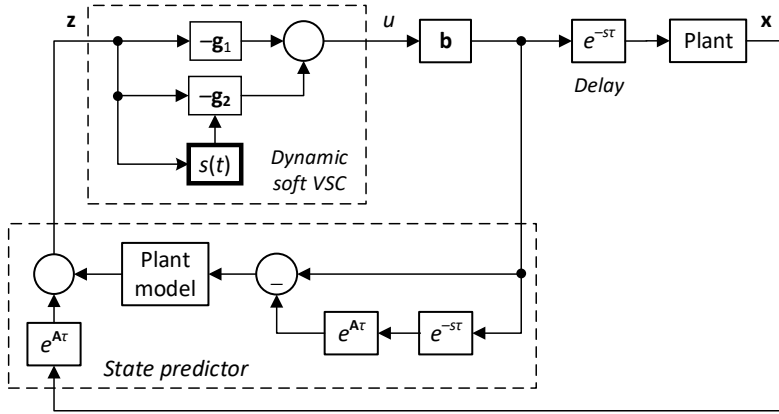 z
−g₁
u
b
e^{−sτ}
Plant
x
−g₂
Delay
s(t)
Dynamic
soft VSC
Plant
model
−
e^{Aτ}
e^{Aτ}
e^{−sτ}
State predictor